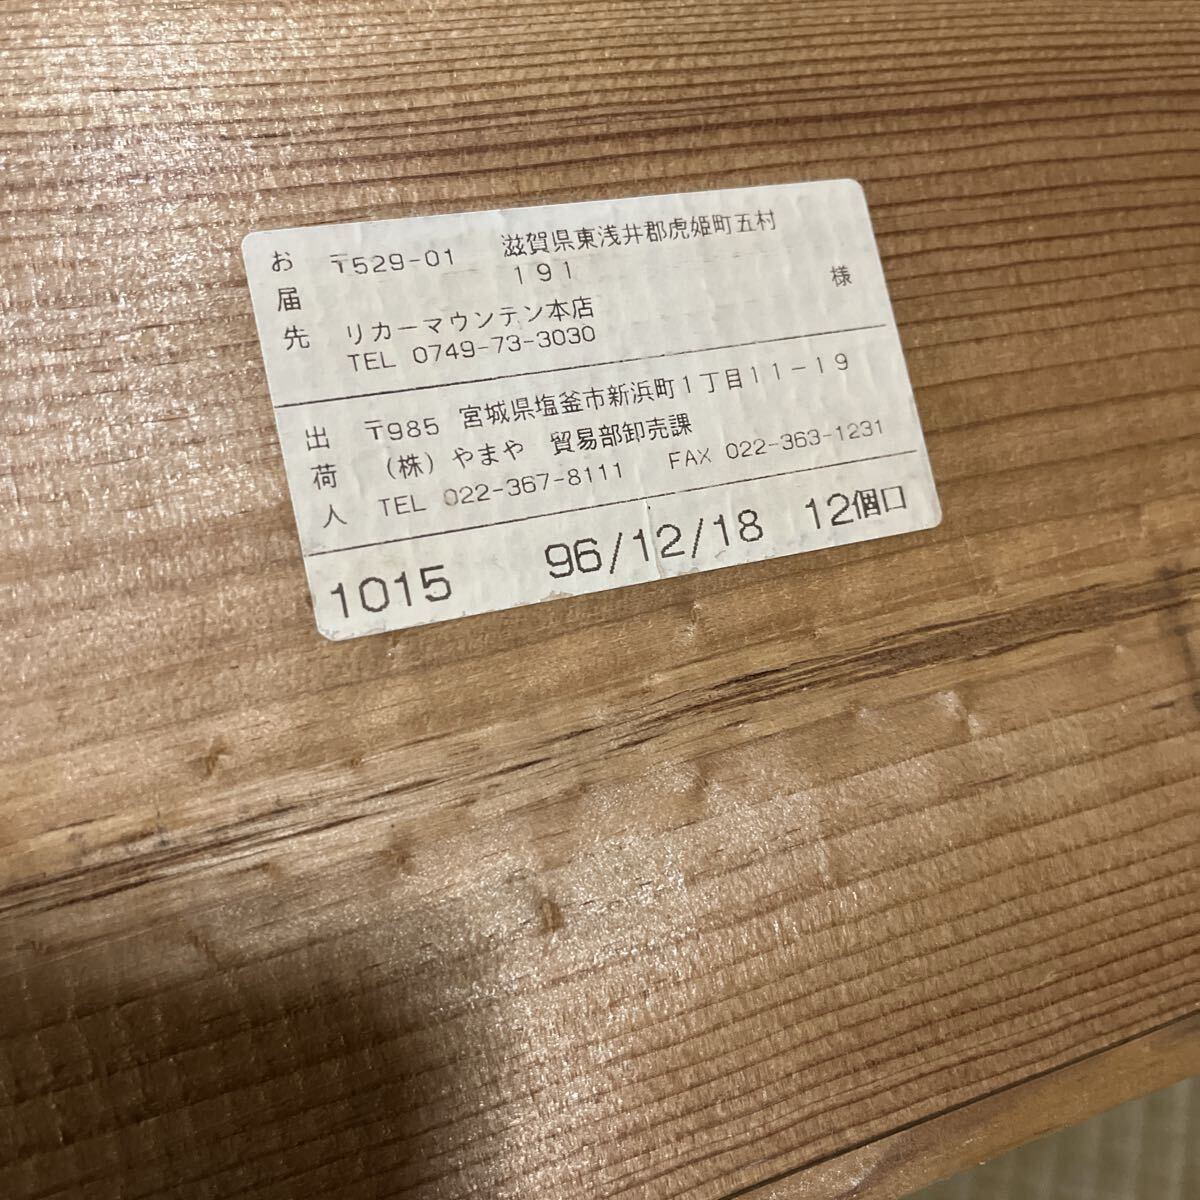 お届先
〒529-01 滋賀県東浅井郡虎姫町五村
191
リカーマウンテン本店 様
TEL 0749-73-3030
出荷人
〒985 宮城県塩釜市新浜町1丁目11-19
(株)やまや 貿易部卸売課
TEL 022-367-8111 FAX 022-363-1231
1015 96/12/18 12個口